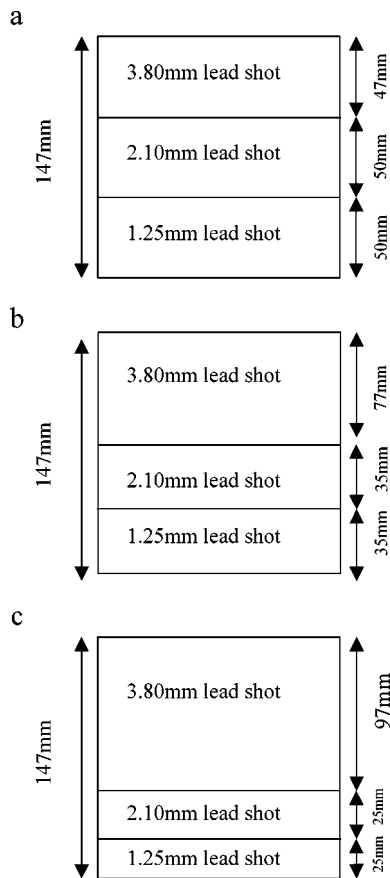 a
147mm
3.80mm lead shot
47mm
2.10mm lead shot
50mm
1.25mm lead shot
50mm
b
147mm
3.80mm lead shot
77mm
2.10mm lead shot
35mm
1.25mm lead shot
35mm
c
147mm
3.80mm lead shot
97mm
2.10mm lead shot
25mm
1.25mm lead shot
25mm